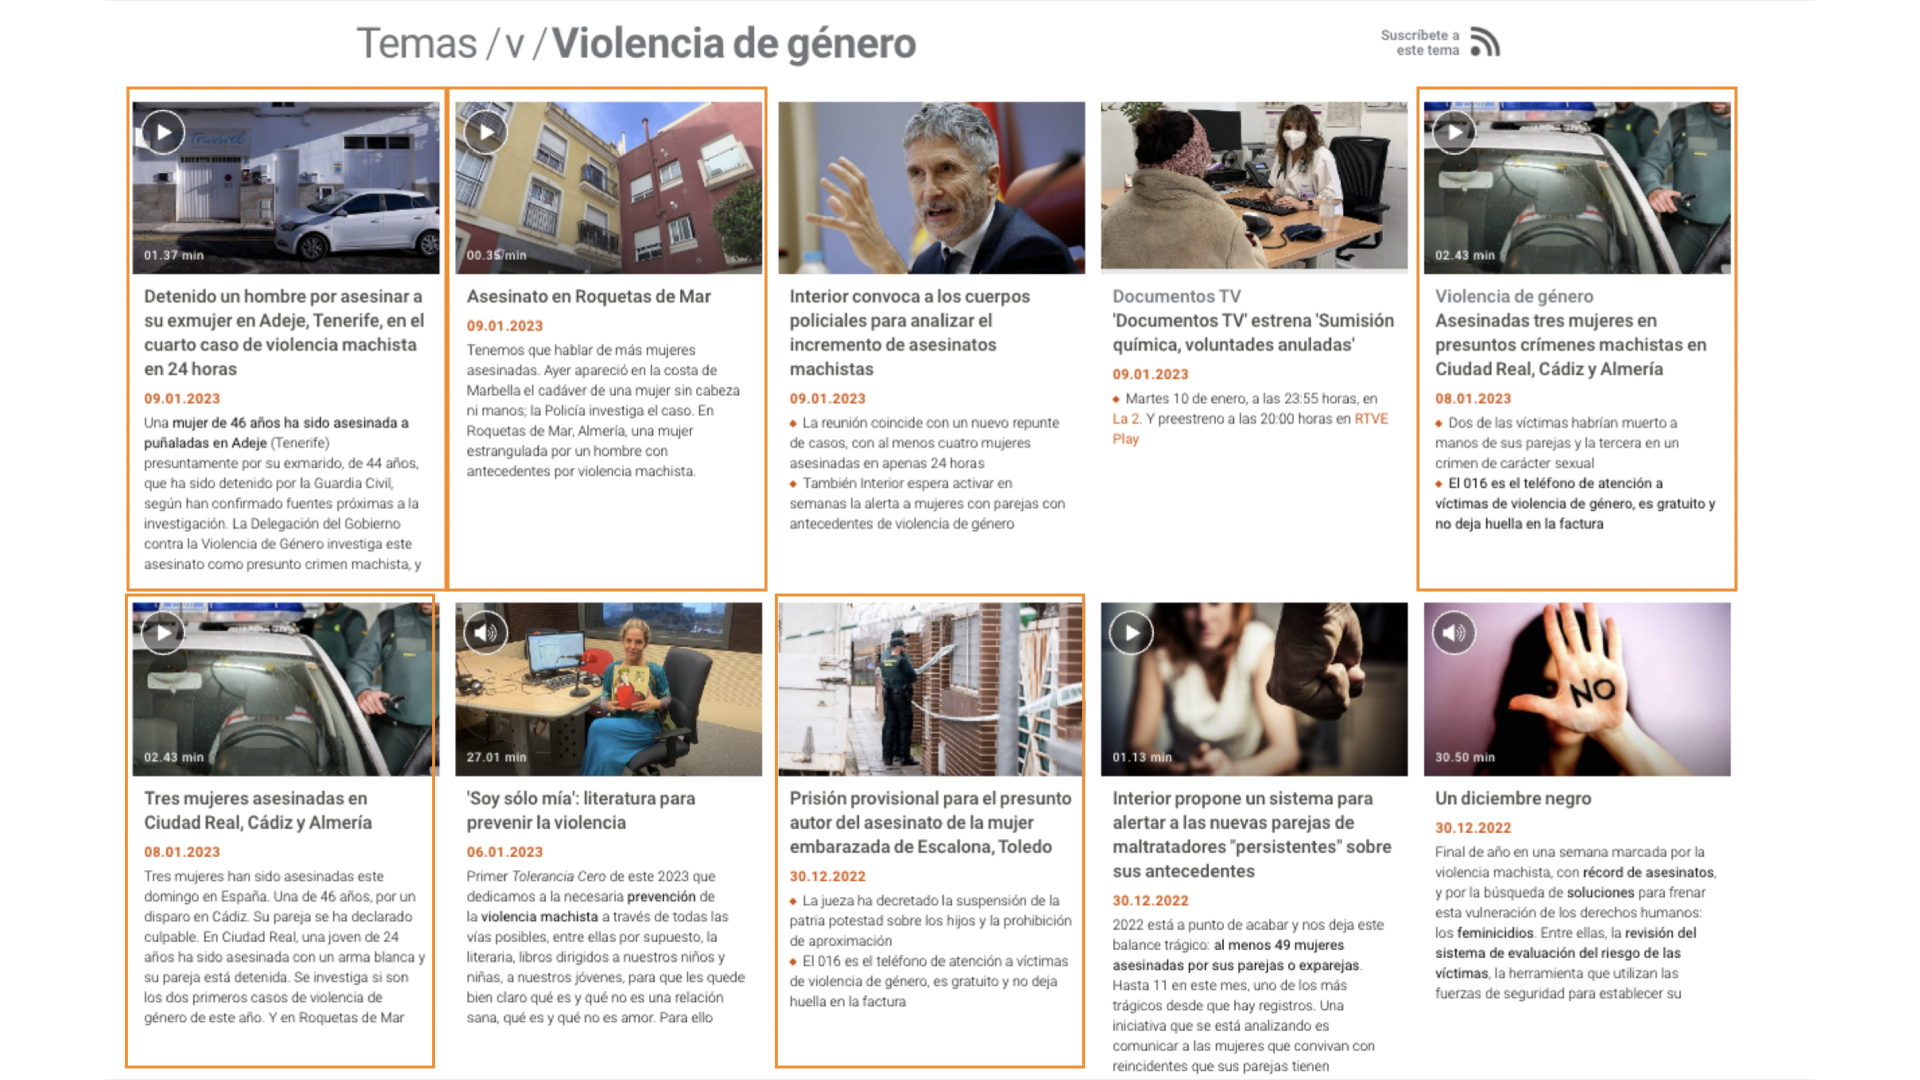 Temas / v / Violencia de género
Suscríbete a
este tema
01.37 min
Detenido un hombre por asesinar a
su exmujer en Adeje, Tenerife, en el
cuarto caso de violencia machista
en 24 horas
09.01.2023
Una mujer de 46 años ha sido asesinada a
puñaladas en Adeje (Tenerife)
presuntamente por su exmarido, de 44 años,
que ha sido detenido por la Guardia Civil,
según han confirmado fuentes próximas a la
investigación. La Delegación del Gobierno
contra la Violencia de Género investiga este
asesinato como presunto crimen machista, y
00.35 min
Asesinato en Roquetas de Mar
09.01.2023
Tenemos que hablar de más mujeres
asesinadas. Ayer apareció en la costa de
Marbella el cadáver de una mujer sin cabeza
ni manos; la Policía investiga el caso. En
Roquetas de Mar, Almería, una mujer
estrangulada por un hombre con
antecedentes por violencia machista.
Interior convoca a los cuerpos
policiales para analizar el
incremento de asesinatos
machistas
09.01.2023
◆ La reunión coincide con un nuevo repunte
de casos, con al menos cuatro mujeres
asesinadas en apenas 24 horas
◆ También Interior espera activar en
semanas la alerta a mujeres con parejas con
antecedentes de violencia de género
Documentos TV
'Documentos TV' estrena 'Sumisión
química, voluntades anuladas'
09.01.2023
◆ Martes 10 de enero, a las 23:55 horas, en
La 2. Y preestreno a las 20:00 horas en RTVE
Play
02.43 min
Violencia de género
Asesinadas tres mujeres en
presuntos crímenes machistas en
Ciudad Real, Cádiz y Almería
08.01.2023
◆ Dos de las víctimas habrían muerto a
manos de sus parejas y la tercera en un
crimen de carácter sexual
◆ El 016 es el teléfono de atención a
víctimas de violencia de género, es gratuito y
no deja huella en la factura
02.43 min
Tres mujeres asesinadas en
Ciudad Real, Cádiz y Almería
08.01.2023
Tres mujeres han sido asesinadas este
domingo en España. Una de 46 años, por un
disparo en Cádiz. Su pareja se ha declarado
culpable. En Ciudad Real, una joven de 24
años ha sido asesinada con un arma blanca y
su pareja está detenida. Se investiga si son
los dos primeros casos de violencia de
género de este año. Y en Roquetas de Mar
27.01 min
'Soy sólo mía': literatura para
prevenir la violencia
06.01.2023
Primer Tolerancia Cero de este 2023 que
dedicamos a la necesaria prevención de
la violencia machista a través de todas las
vías posibles, entre ellas por supuesto, la
literaria, libros dirigidos a nuestros niños y
niñas, a nuestros jóvenes, para que les quede
bien claro qué es y qué no es una relación
sana, qué es y qué no es amor. Para ello
Prisión provisional para el presunto
autor del asesinato de la mujer
embarazada de Escalona, Toledo
30.12.2022
◆ La jueza ha decretado la suspensión de la
patria potestad sobre los hijos y la prohibición
de aproximación
◆ El 016 es el teléfono de atención a víctimas
de violencia de género, es gratuito y no deja
huella en la factura
01.13 min
Interior propone un sistema para
alertar a las nuevas parejas de
maltratadores "persistentes" sobre
sus antecedentes
30.12.2022
2022 está a punto de acabar y nos deja este
balance trágico: al menos 49 mujeres
asesinadas por sus parejas o exparejas.
Hasta 11 en este mes, uno de los más
trágicos desde que hay registros. Una
iniciativa que se está analizando es
comunicar a las mujeres que convivan con
reincidentes que sus parejas tienen
NO
30.50 min
Un diciembre negro
30.12.2022
Final de año en una semana marcada por la
violencia machista, con récord de asesinatos,
y por la búsqueda de soluciones para frenar
esta vulneración de los derechos humanos:
los feminicidios. Entre ellas, la revisión del
sistema de evaluación del riesgo de las
víctimas, la herramienta que utilizan las
fuerzas de seguridad para establecer su